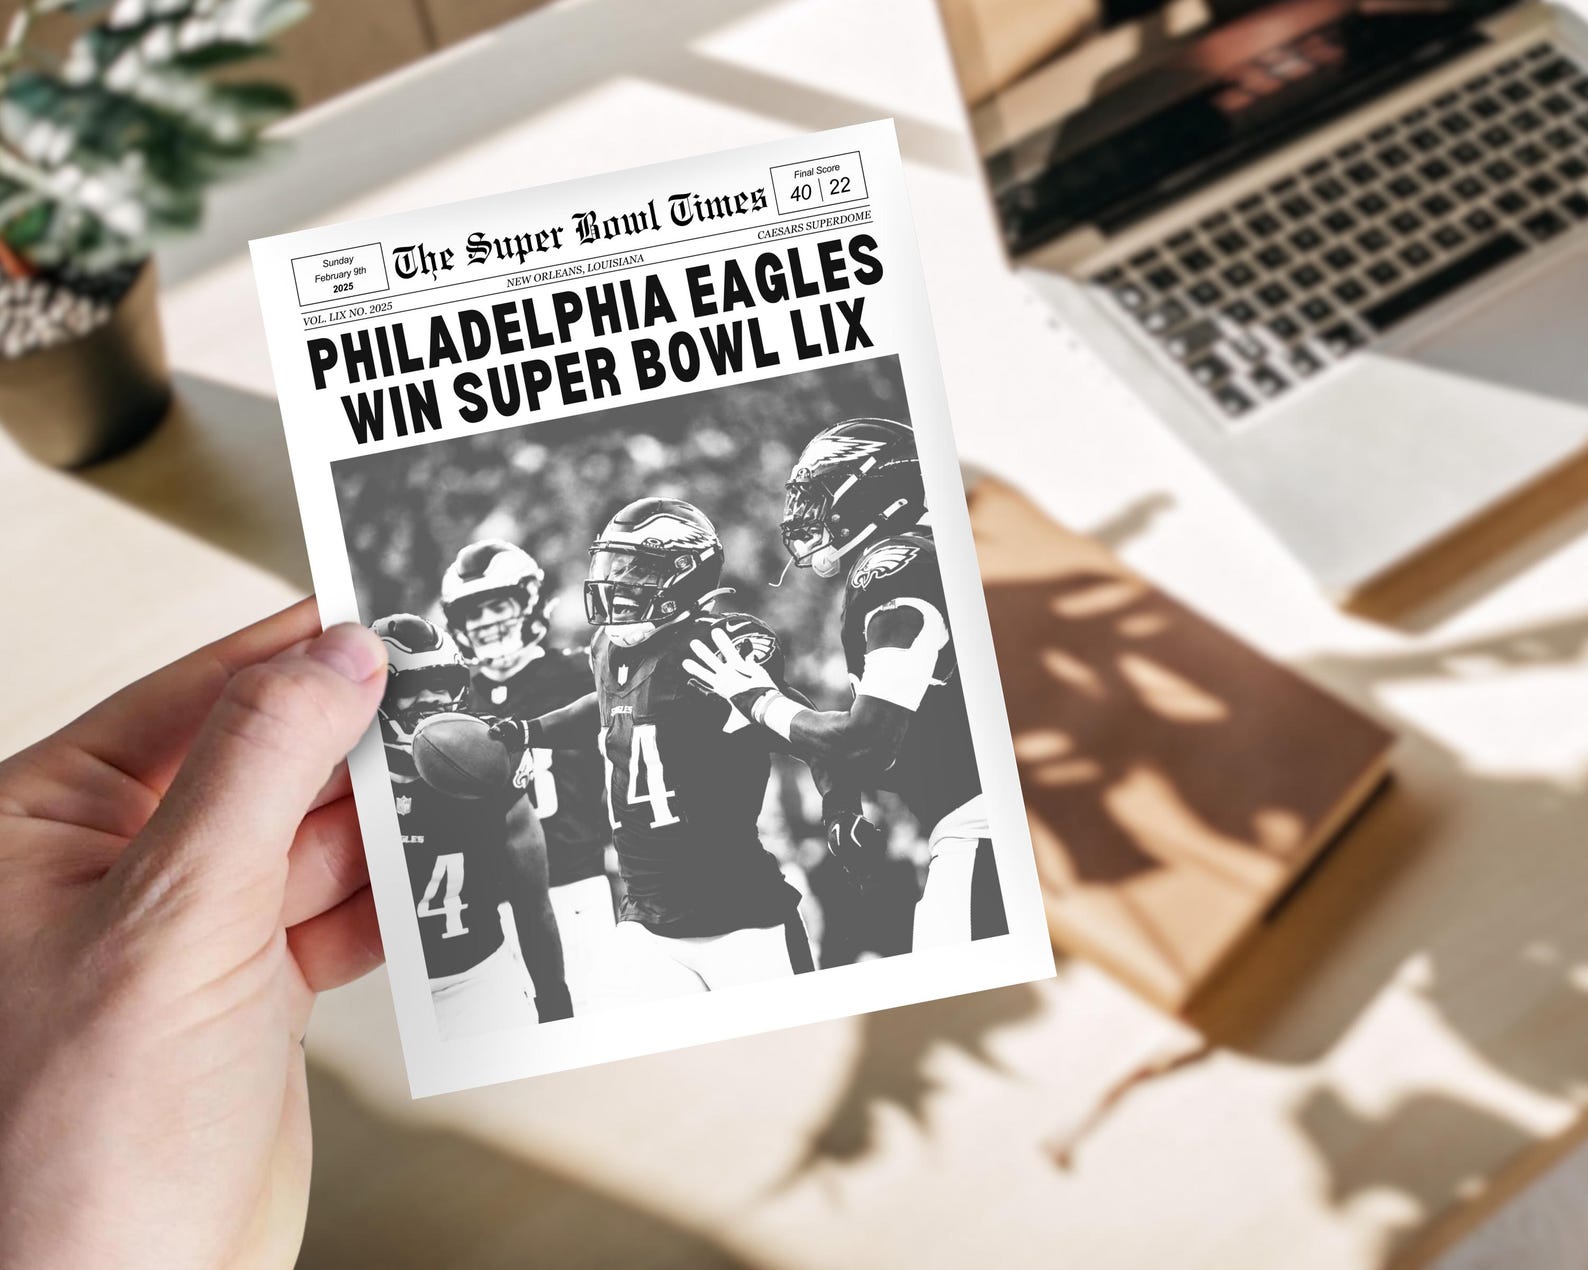 Sunday
February 9th
2025
The Super Bowl Times
Final Score
40 | 22
VOL. LIX NO. 2025
NEW ORLEANS, LOUISIANA
CAESARS SUPERDOME
PHILADELPHIA EAGLES
WIN SUPER BOWL LIX
EAGLES
14
4